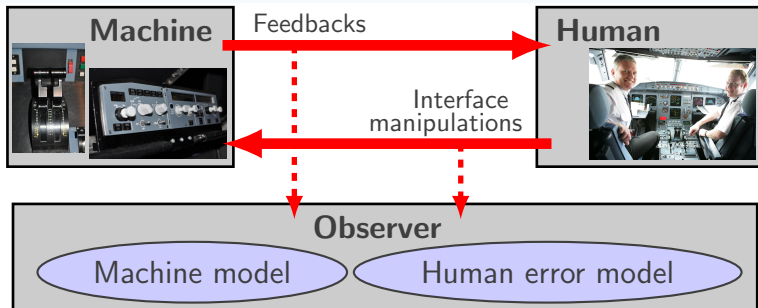 Machine
Feedbacks
Human
Interface
manipulations
Observer
Machine model
Human error model